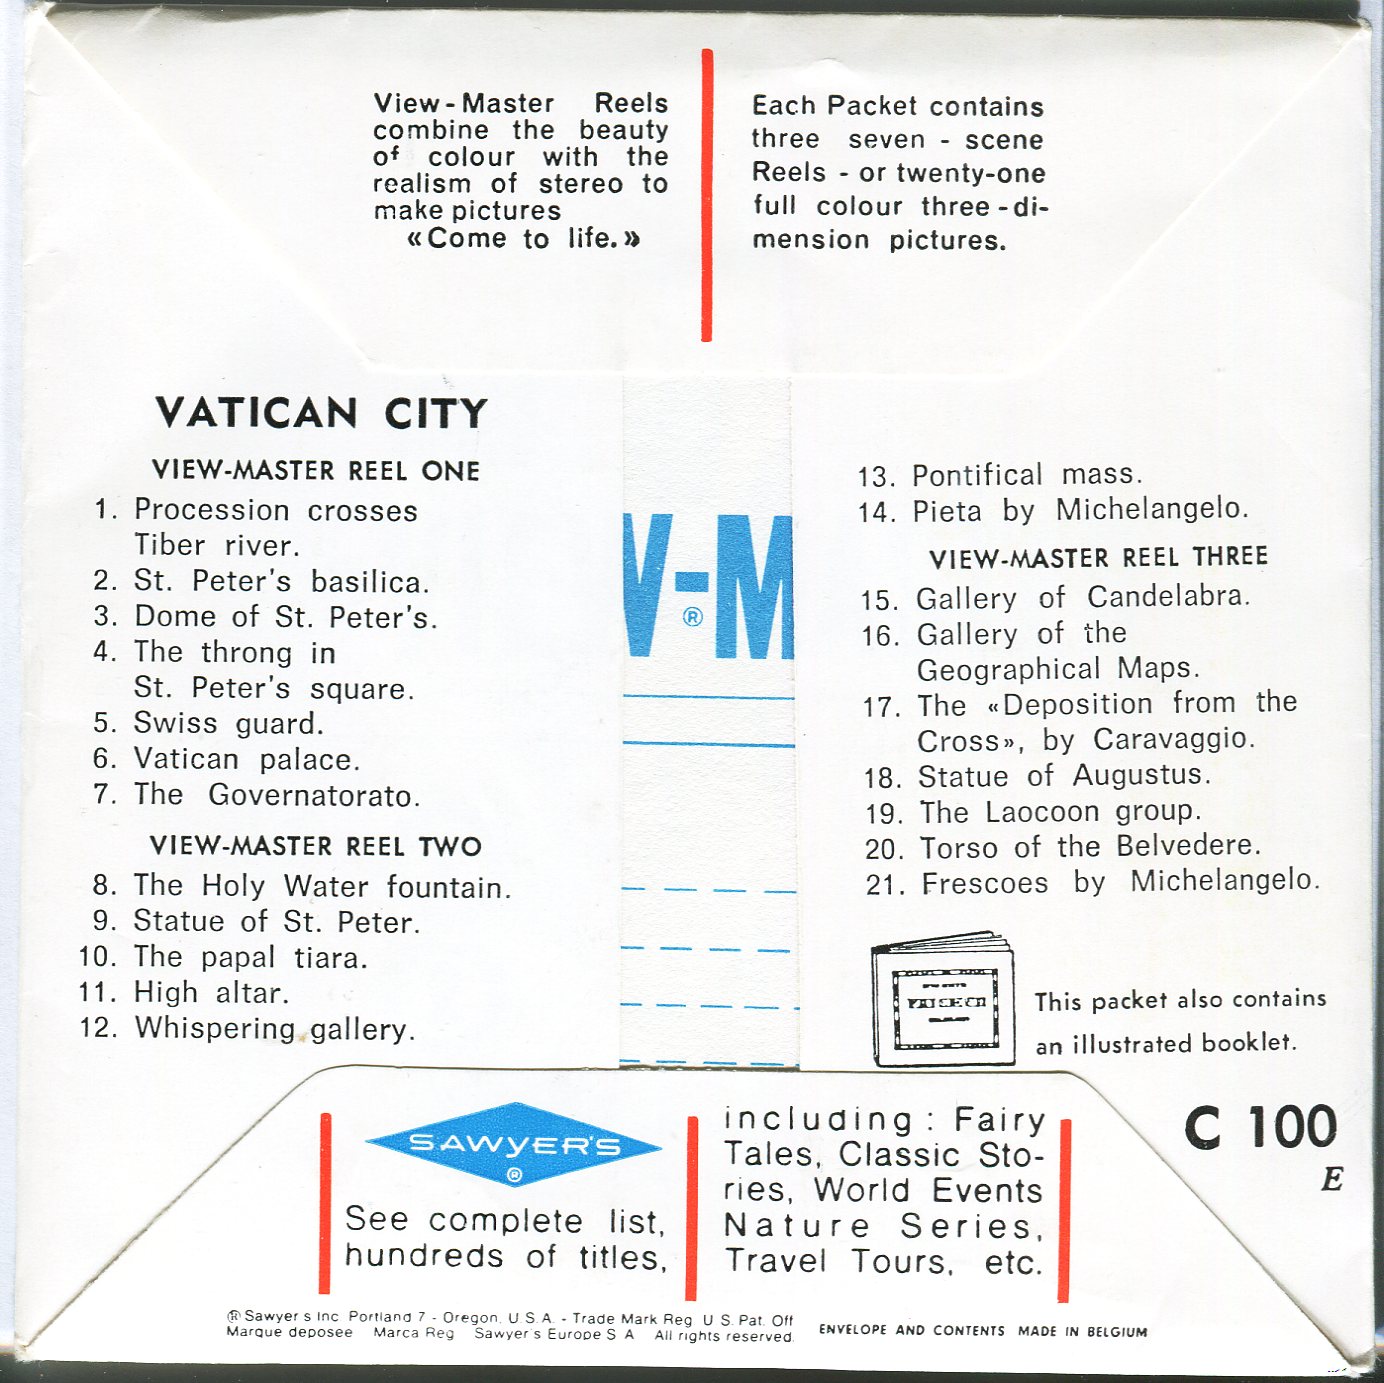 View-Master Reels
combine the beauty
of colour with the
realism of stereo to
make pictures
«Come to life.»
Each Packet contains
three seven - scene
Reels - or twenty-one
full colour three-di-
mension pictures.
VATICAN CITY
VIEW-MASTER REEL ONE
1. Procession crosses
Tiber river.
2. St. Peter's basilica.
3. Dome of St. Peter's.
4. The throng in
St. Peter's square.
5. Swiss guard.
6. Vatican palace.
7. The Governatorato.
VIEW-MASTER REEL TWO
8. The Holy Water fountain.
9. Statue of St. Peter.
10. The papal tiara.
11. High altar.
12. Whispering gallery.
W-M
®
13. Pontifical mass.
14. Pieta by Michelangelo.
VIEW-MASTER REEL THREE
15. Gallery of Candelabra.
16. Gallery of the
Geographical Maps.
17. The «Deposition from the
Cross», by Caravaggio.
18. Statue of Augustus.
19. The Laocoon group.
20. Torso of the Belvedere.
21. Frescoes by Michelangelo.
This packet also contains
an illustrated booklet.
C 100
E
SAWYER'S
®
See complete list,
hundreds of titles,
including : Fairy
Tales, Classic Sto-
ries, World Events
Nature Series,
Travel Tours, etc.
® Sawyer s Inc Portland 7 - Oregon, U.S.A. - Trade Mark Reg U S. Pat. Off
Marque deposee Marca Reg Sawyer's Europe S A All rights reserved.
ENVELOPE AND CONTENTS MADE IN BELGIUM